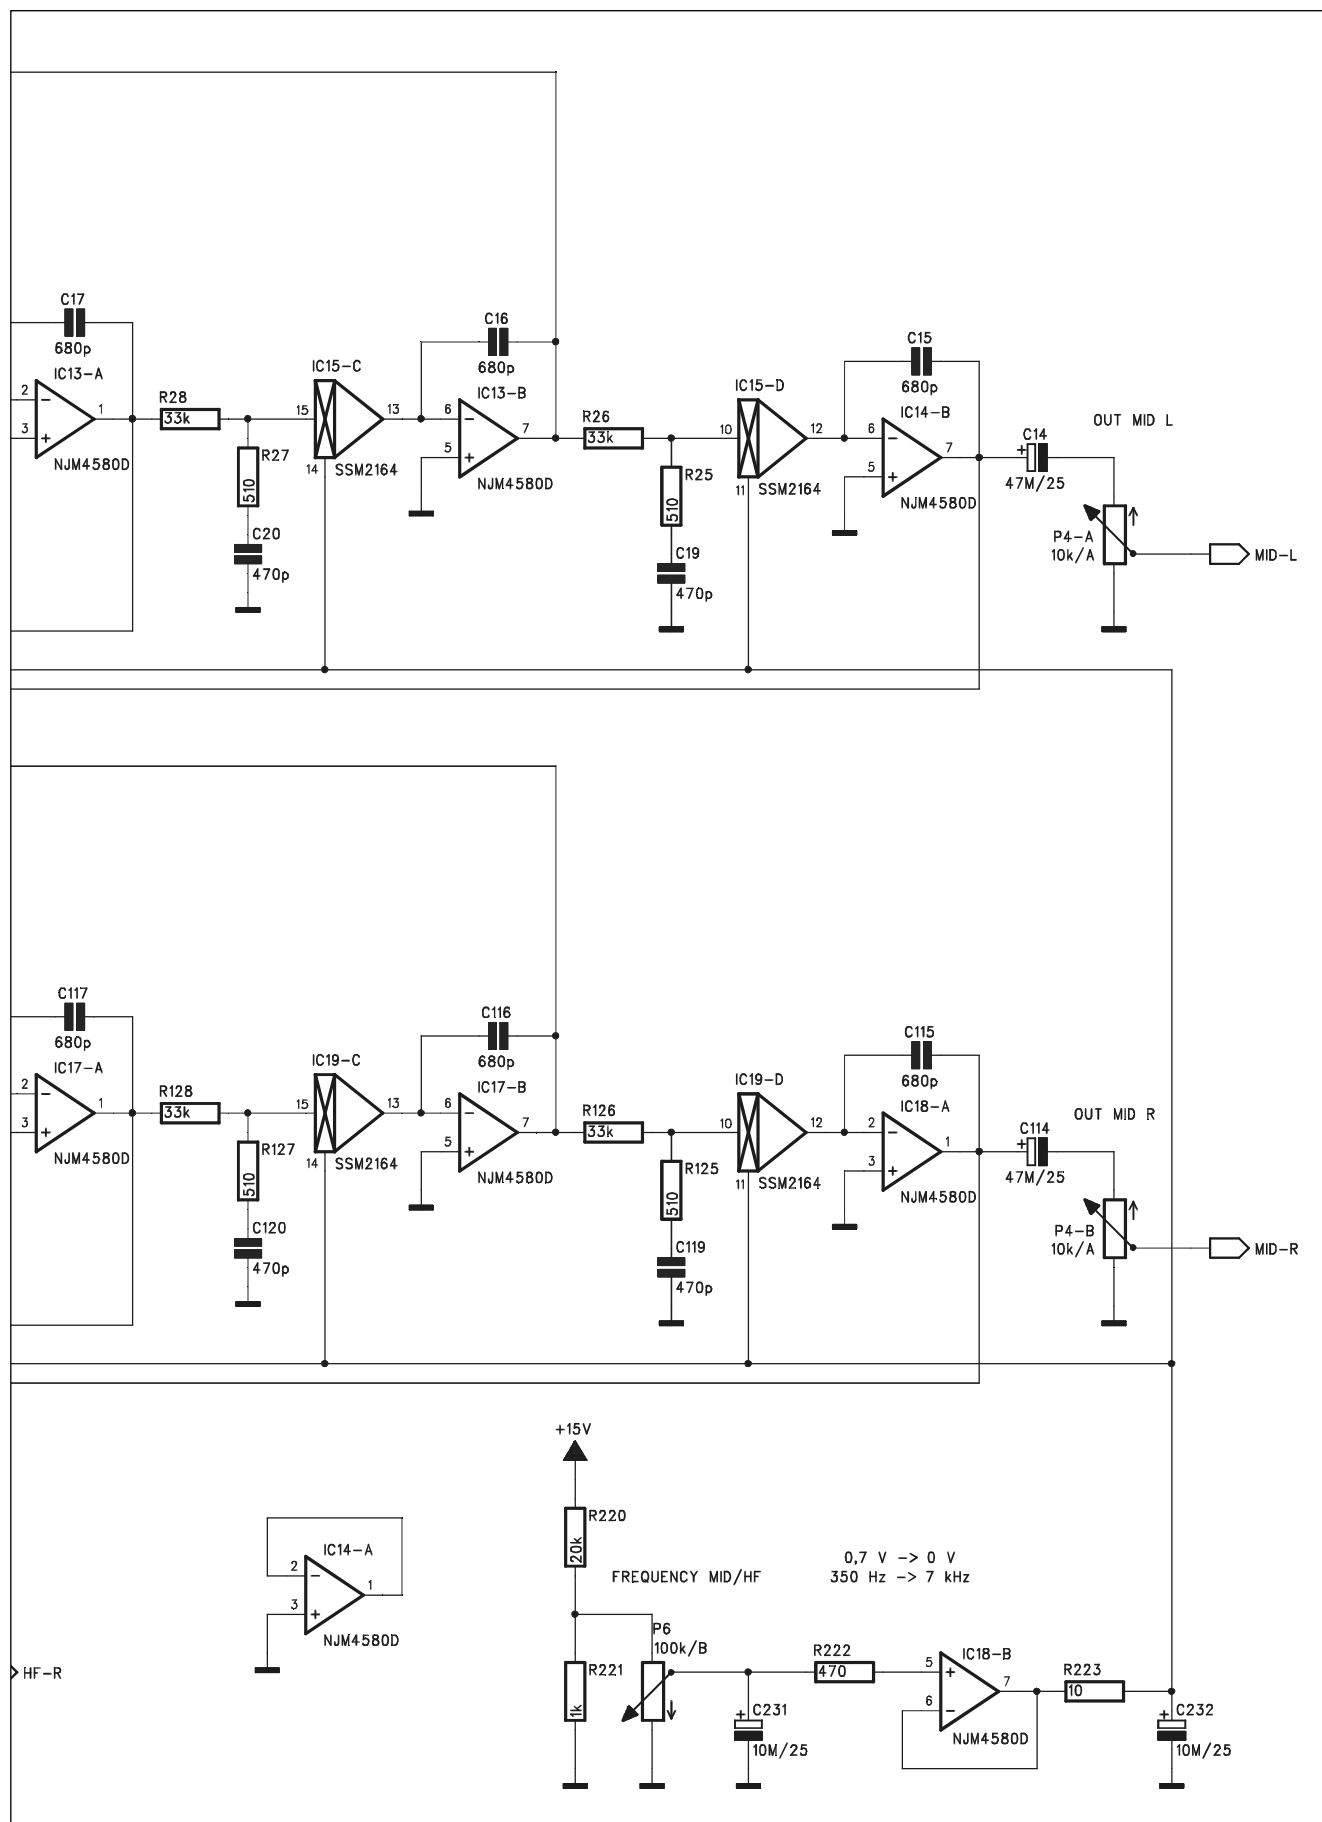 C17
680p
IC13-A
2
3
1
NJM4580D
R28
33k
R27
510
C20
470p
IC15-C
15
13
14
SSM2164
C16
680p
IC13-B
6
5
7
NJM4580D
R26
33k
R25
510
C19
470p
IC15-D
10
12
11
SSM2164
C15
680p
IC14-B
6
5
7
NJM4580D
C14
+
47M/25
OUT MID L
P4-A
10k/A
MID-L
C117
680p
IC17-A
2
3
1
NJM4580D
R128
33k
R127
510
C120
470p
IC19-C
15
13
14
SSM2164
C116
680p
IC17-B
6
5
7
NJM4580D
R126
33k
R125
510
C119
470p
IC19-D
10
12
11
SSM2164
C115
680p
IC18-A
2
3
1
NJM4580D
C114
+
47M/25
OUT MID R
P4-B
10k/A
MID-R
+15V
R220
20k
IC14-A
2
3
1
NJM4580D
FREQUENCY MID/HF
0,7 V -> 0 V
350 Hz -> 7 kHz
HF-R
R221
1k
P6
100k/B
C231
+
10M/25
R222
470
IC18-B
5
6
7
NJM4580D
R223
10
C232
+
10M/25